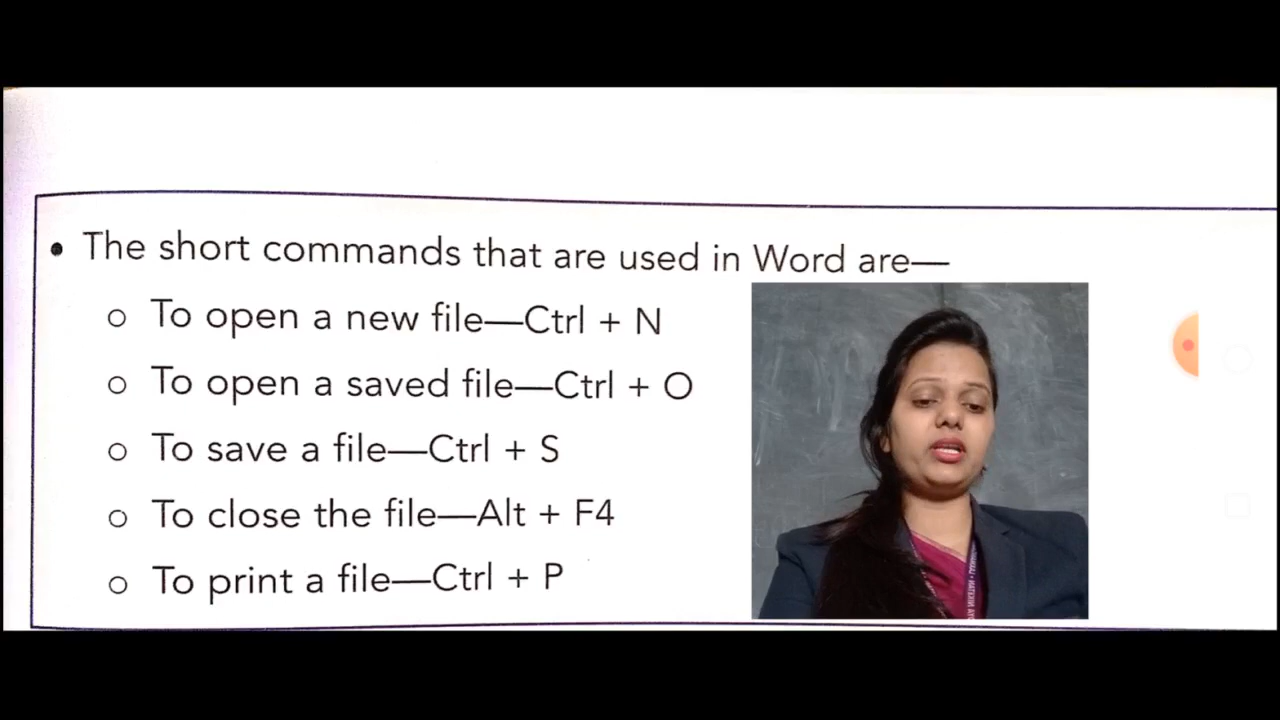 • The short commands that are used in Word are—
o To open a new file—Ctrl + N
o To open a saved file—Ctrl + O
o To save a file—Ctrl + S
o To close the file—Alt + F4
o To print a file—Ctrl + P